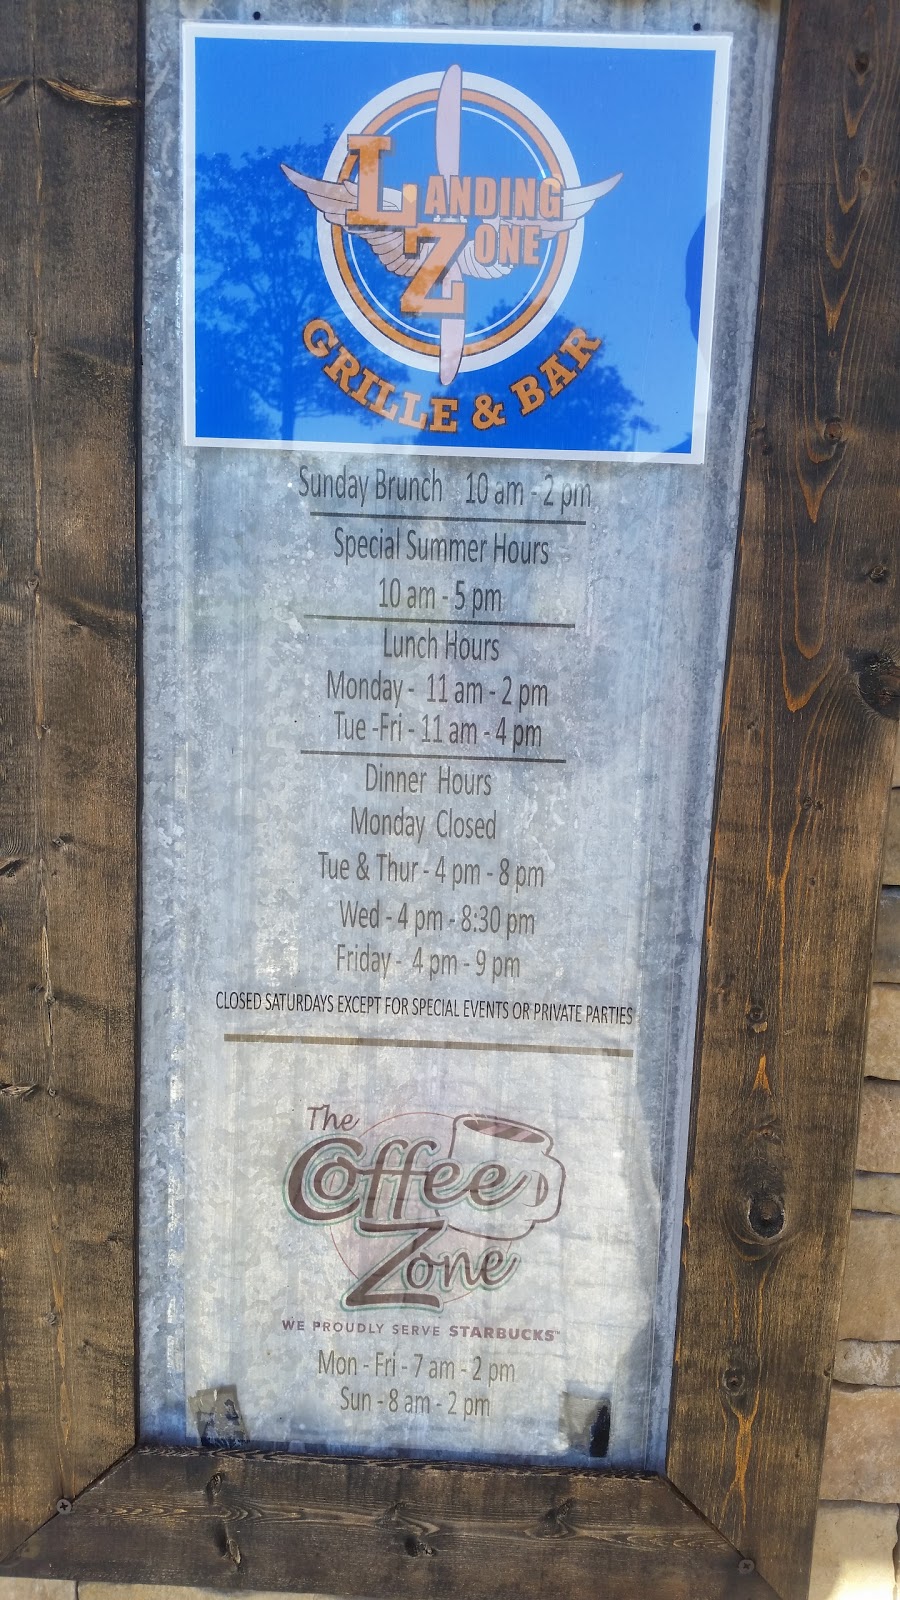 LANDING
ZONE
GRILLE & BAR
Sunday Brunch 10 am - 2 pm
Special Summer Hours
10 am - 5 pm
Lunch Hours
Monday - 11 am - 2 pm
Tue -Fri - 11 am - 4 pm
Dinner Hours
Monday Closed
Tue & Thur - 4 pm - 8 pm
Wed - 4 pm - 8:30 pm
Friday - 4 pm - 9 pm
CLOSED SATURDAYS EXCEPT FOR SPECIAL EVENTS OR PRIVATE PARTIES
The
Coffee
Zone
WE PROUDLY SERVE STARBUCKS™
Mon - Fri - 7 am - 2 pm
Sun - 8 am - 2 pm